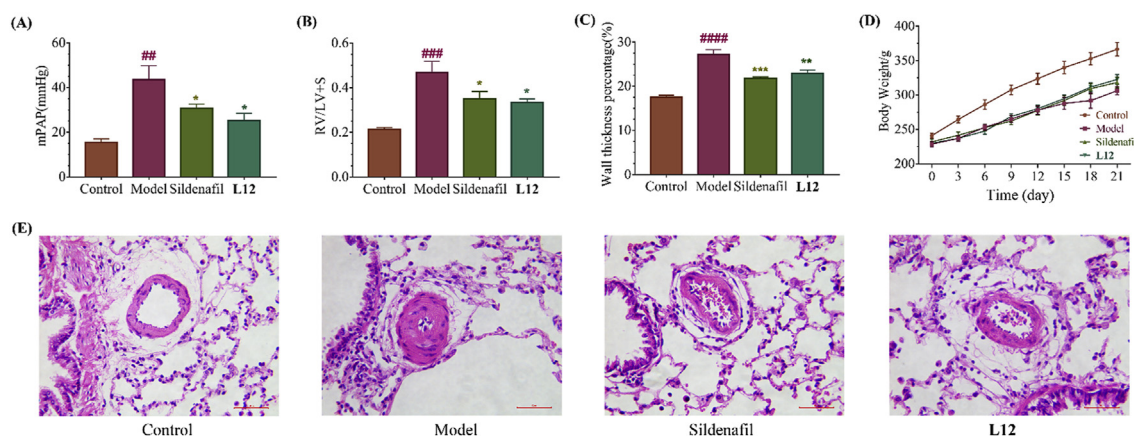 (A)
mPAP(mmHg)
60
40
20
0
##
*
*
Control Model Sildenafil L12
(B)
RV/LV+S
0.6
0.4
0.2
0.0
###
*
*
Control Model Sildenafil L12
(C)
Wall thickness percentage(%)
30
20
15
10
5
0
####
***
**
Control Model Sildenafil L12
(D)
Body Weight/g
400
350
300
250
200
Control
Model
Sildenafil
L12
0 3 6 9 12 15 18 21
Time (day)
(E)
Control Model Sildenafil L12